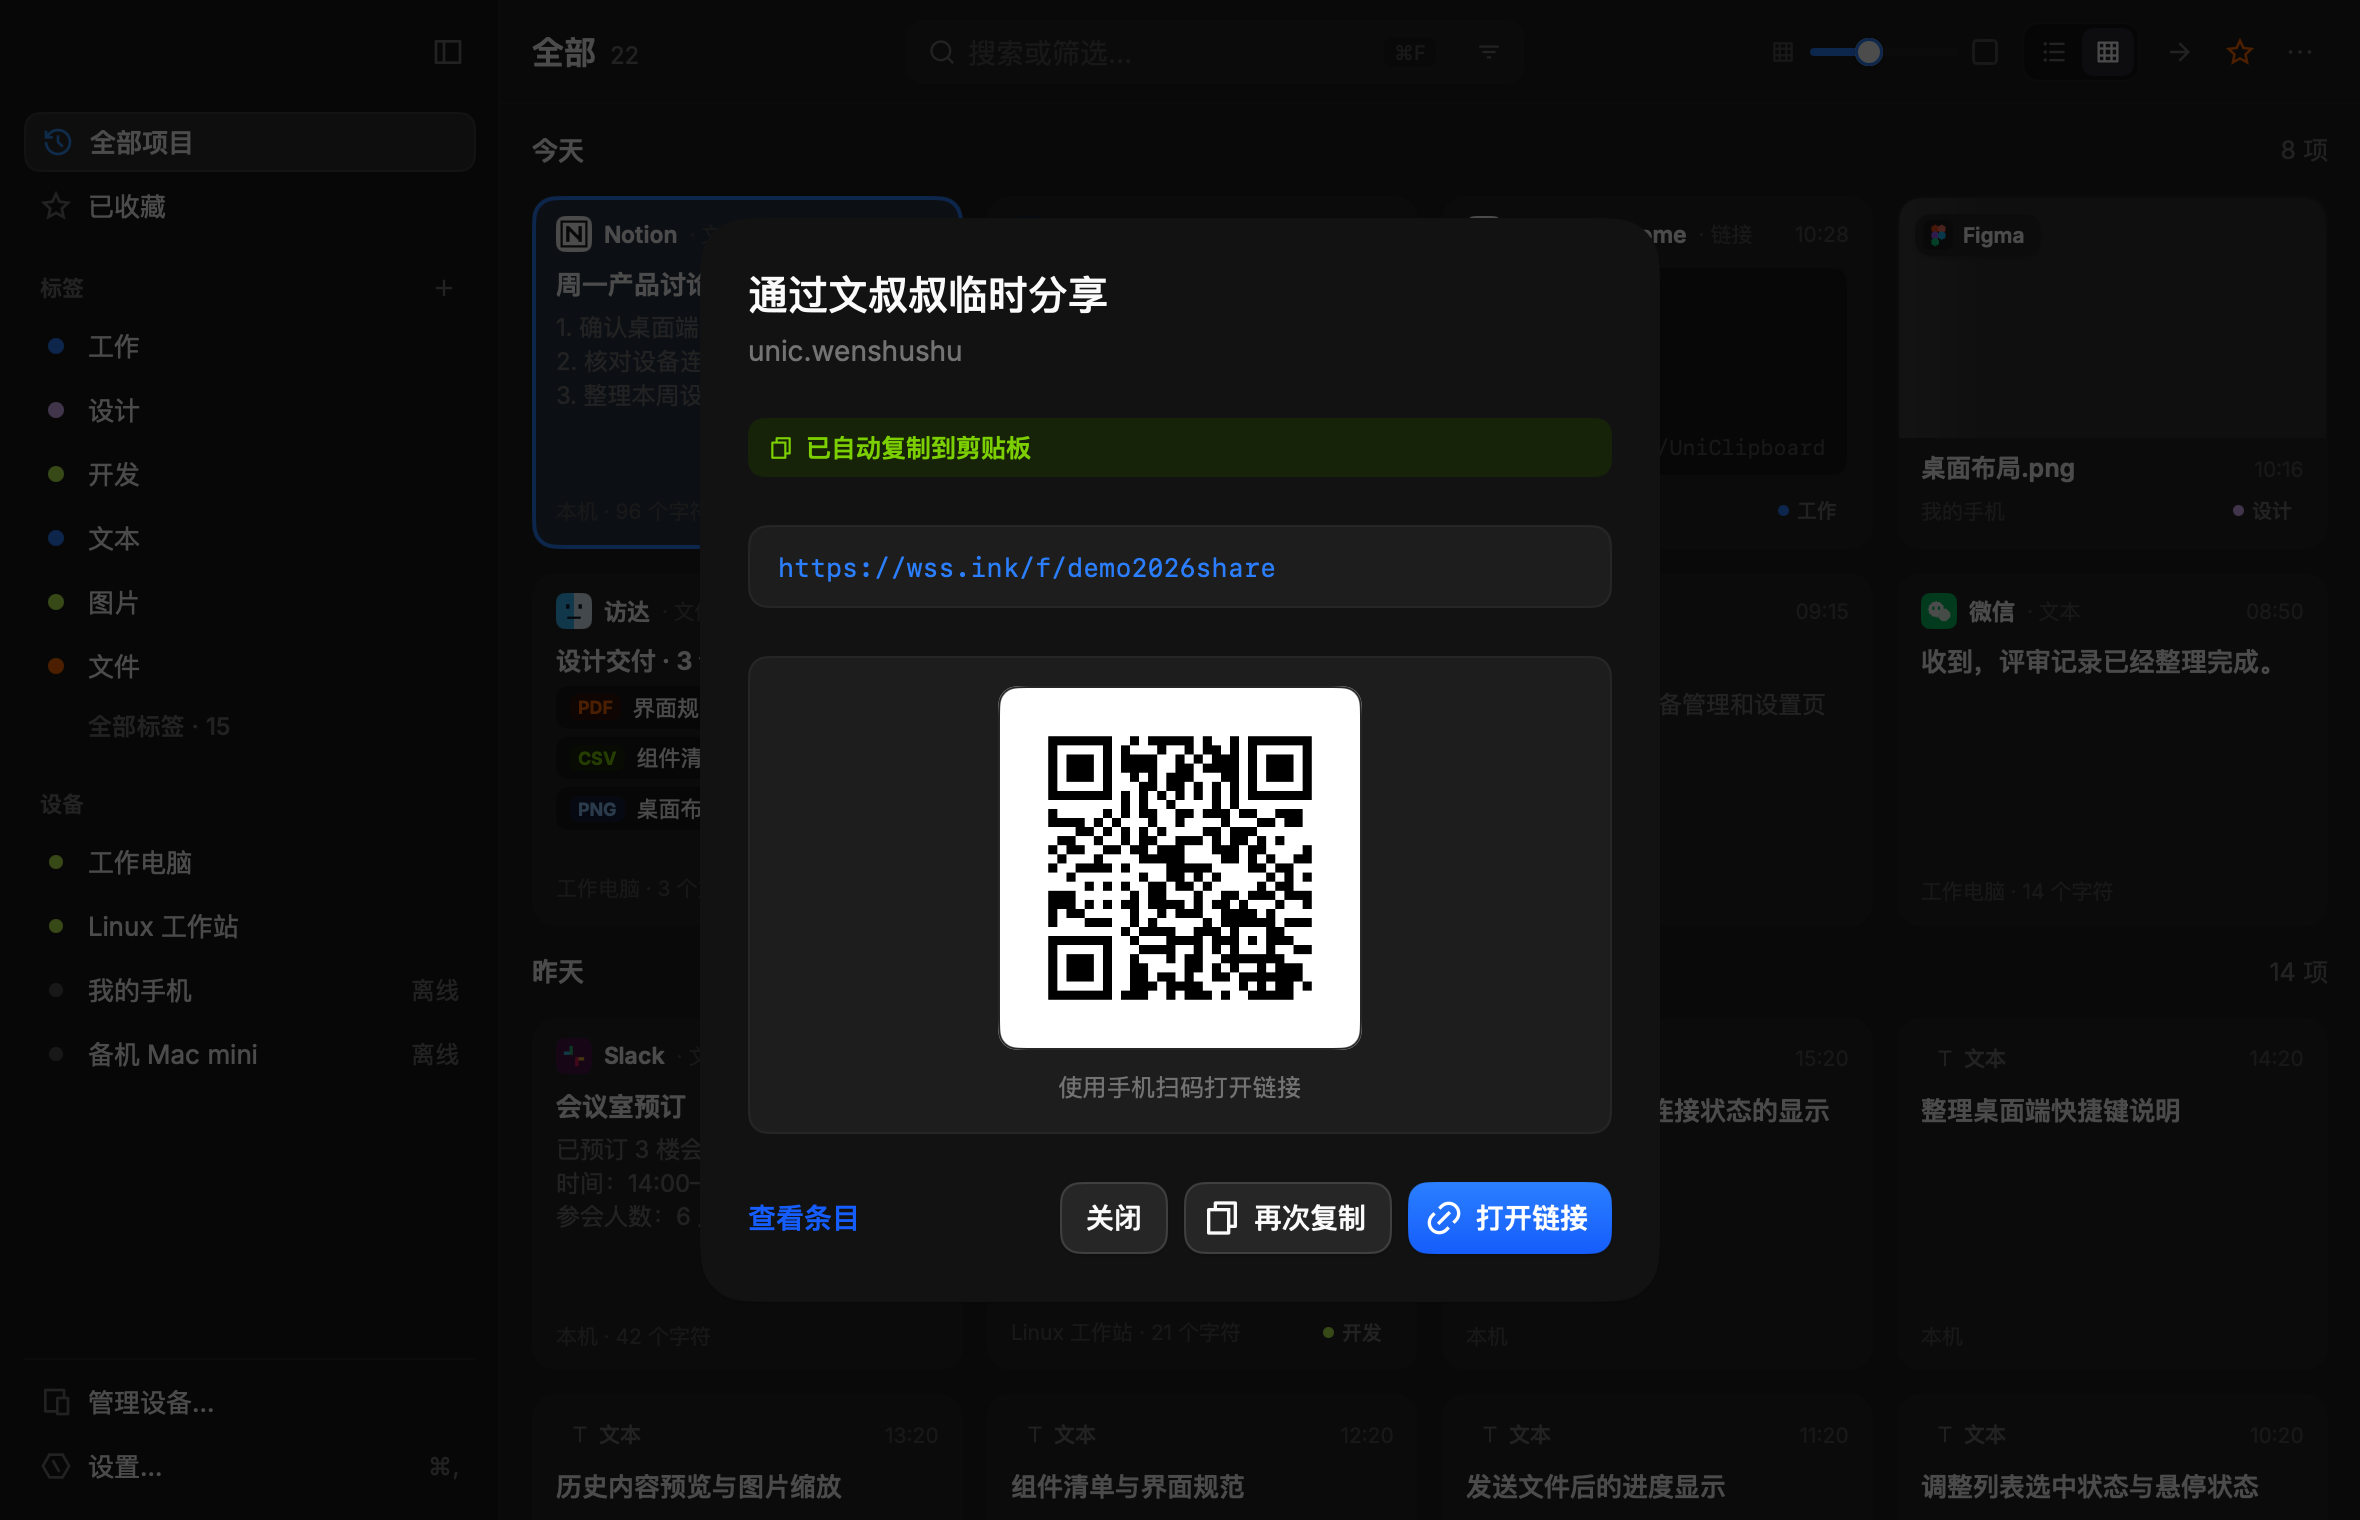 全部 22
搜索或筛选... ⌘F
全部项目
已收藏
标签
工作
设计
开发
文本
图片
文件
全部标签 · 15
设备
工作电脑
Linux 工作站
我的手机 离线
备机 Mac mini 离线
管理设备...
设置... ⌘,
今天 8 项
Notion
周一产品讨论
1. 确认桌面端
2. 核对设备连
3. 整理本周设
本机 · 96 个字符
ome · 链接 10:28
/UniClipboard
工作
Figma
桌面布局.png 10:16
我的手机 设计
访达 · 文件
设计交付 · 3
PDF 界面规
CSV 组件清
PNG 桌面布
工作电脑 · 3 个
09:15
备管理和设置页
微信 · 文本 08:50
收到，评审记录已经整理完成。
工作电脑 · 14 个字符
通过文叔叔临时分享
unic.wenshushu
已自动复制到剪贴板
https://wss.ink/f/demo2026share
使用手机扫码打开链接
查看条目 关闭 再次复制 打开链接
昨天 14 项
Slack
会议室预订
已预订 3 楼会
时间：14:00–
参会人数：6
本机 · 42 个字符
Linux 工作站 · 21 个字符 开发
15:20
连接状态的显示
本机
T 文本 14:20
整理桌面端快捷键说明
本机
T 文本 13:20
历史内容预览与图片缩放
T 文本 12:20
组件清单与界面规范
T 文本 11:20
发送文件后的进度显示
T 文本 10:20
调整列表选中状态与悬停状态